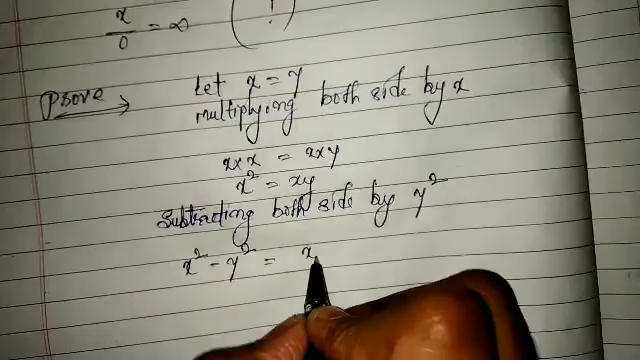 x/0 = ∞ (!)
Prove → let x = y
multiplying both side by x
x×x = x×y
x² = xy
Subtracting both side by y²
x² - y² = x